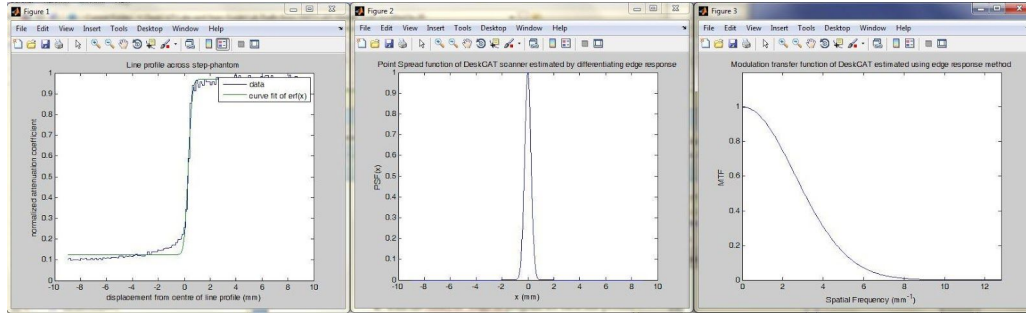 Figure 1
File Edit View Insert Tools Desktop Window Help
Line profile across step-phantom
data
curve fit of erf(x)
normalized attenuation coefficient
1
0.9
0.8
0.7
0.6
0.5
0.4
0.3
0.2
0.1
0
-10 -8 -6 -4 -2 0 2 4 6 8 10
displacement from centre of line profile (mm)
Figure 2
File Edit View Insert Tools Desktop Window Help
Point Spread function of DeskCAT scanner estimated by differentiating edge response
PSF(x)
1
0.9
0.8
0.7
0.6
0.5
0.4
0.3
0.2
0.1
0
-10 -8 -6 -4 -2 0 2 4 6 8 10
x (mm)
Figure 3
File Edit View Insert Tools Desktop Window Help
Modulation transfer function of DeskCAT estimated using edge response method
MTF
1
0.8
0.6
0.4
0.2
0
0 2 4 6 8 10 12
Spatial Frequency (mm⁻¹)